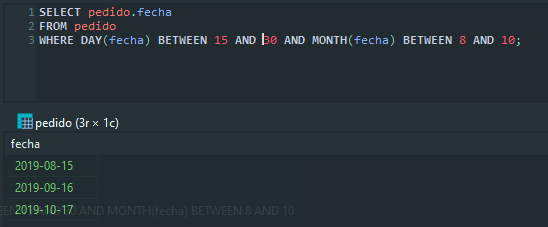 1 SELECT pedido.fecha
2 FROM pedido
3 WHERE DAY(fecha) BETWEEN 15 AND 30 AND MONTH(fecha) BETWEEN 8 AND 10;
pedido (3r × 1c)
fecha
2019-08-15
2019-09-16
2019-10-17
AND MONTH(fecha) BETWEEN 8 AND 10